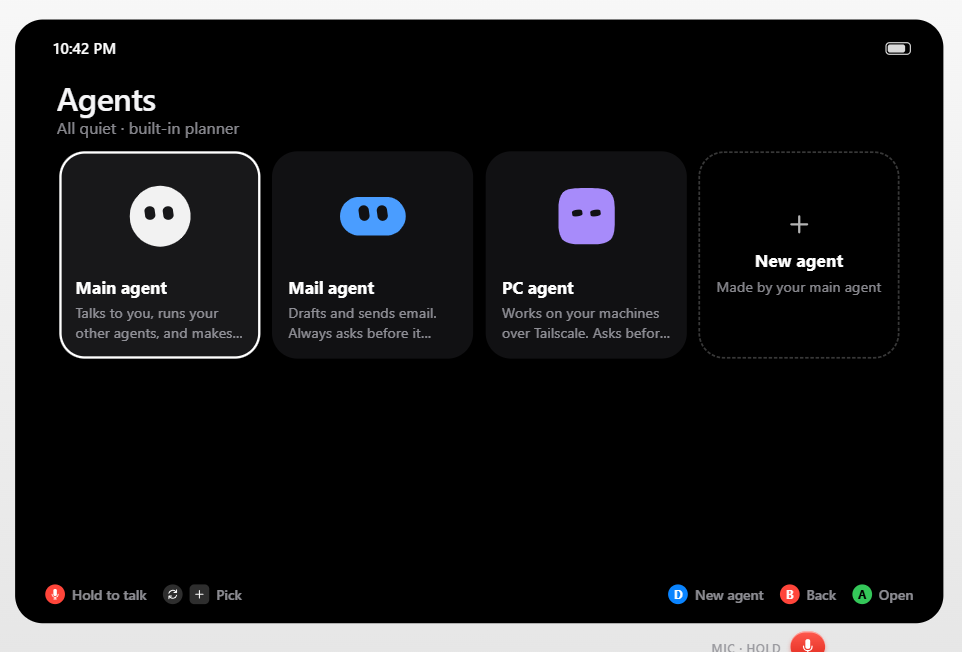 10:42 PM
Agents
All quiet · built-in planner
Main agent
Talks to you, runs your
other agents, and makes...
Mail agent
Drafts and sends email.
Always asks before it...
PC agent
Works on your machines
over Tailscale. Asks befor...
+
New agent
Made by your main agent
Hold to talk
+ Pick
D New agent
B Back
A Open
MIC · HOLD